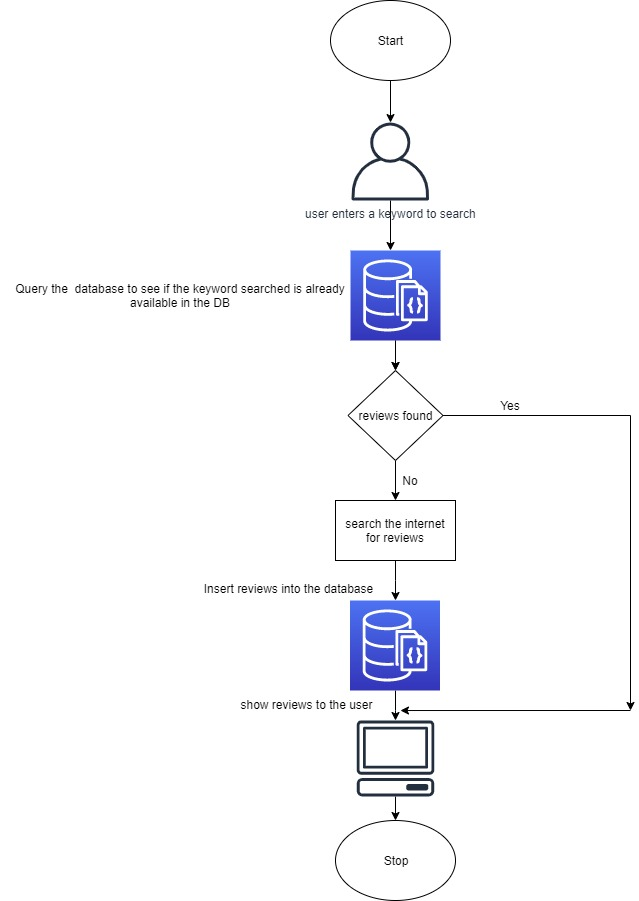 Start
user enters a keyword to search
Query the  database to see if the keyword searched is already
available in the DB
{}
reviews found
Yes
No
search the internet
for reviews
Insert reviews into the database
{}
show reviews to the user
Stop